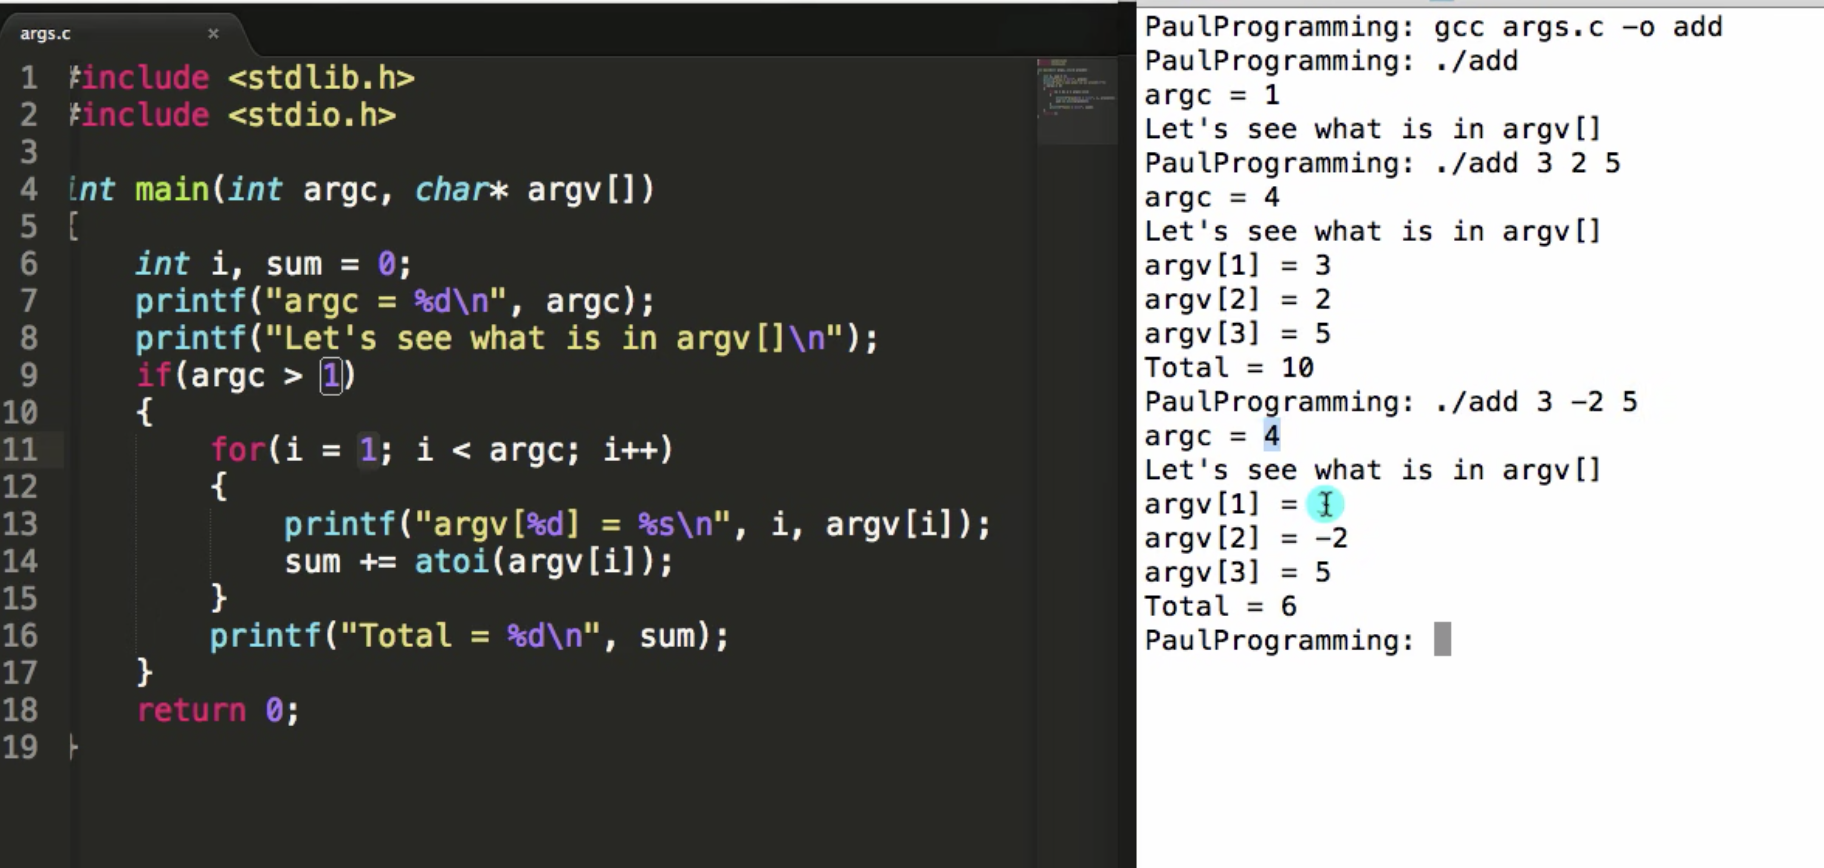 args.c ×
1 #include <stdlib.h>
2 #include <stdio.h>
3
4 int main(int argc, char* argv[])
5 {
6 int i, sum = 0;
7 printf("argc = %d\n", argc);
8 printf("Let's see what is in argv[]\n");
9 if(argc > 1)
10 {
11 for(i = 1; i < argc; i++)
12 {
13 printf("argv[%d] = %s\n", i, argv[i]);
14 sum += atoi(argv[i]);
15 }
16 printf("Total = %d\n", sum);
17 }
18 return 0;
19 }
PaulProgramming: gcc args.c -o add
PaulProgramming: ./add
argc = 1
Let's see what is in argv[]
PaulProgramming: ./add 3 2 5
argc = 4
Let's see what is in argv[]
argv[1] = 3
argv[2] = 2
argv[3] = 5
Total = 10
PaulProgramming: ./add 3 -2 5
argc = 4
Let's see what is in argv[]
argv[1] =
argv[2] = -2
argv[3] = 5
Total = 6
PaulProgramming: